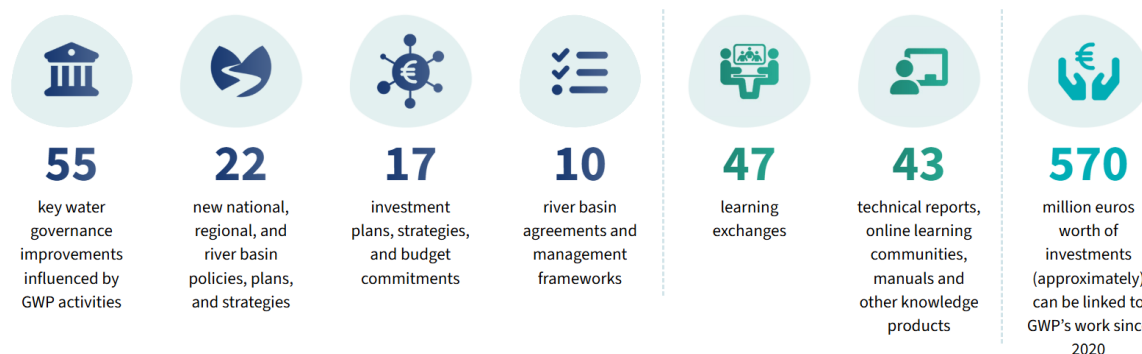 55
key water
governance
improvements
influenced by
GWP activities
22
new national,
regional, and
river basin
policies, plans,
and strategies
17
investment
plans, strategies,
and budget
commitments
10
river basin
agreements and
management
frameworks
47
learning
exchanges
43
technical reports,
online learning
communities,
manuals and
other knowledge
products
570
million euros
worth of
investments
(approximately)
can be linked to
GWP's work sinc
2020